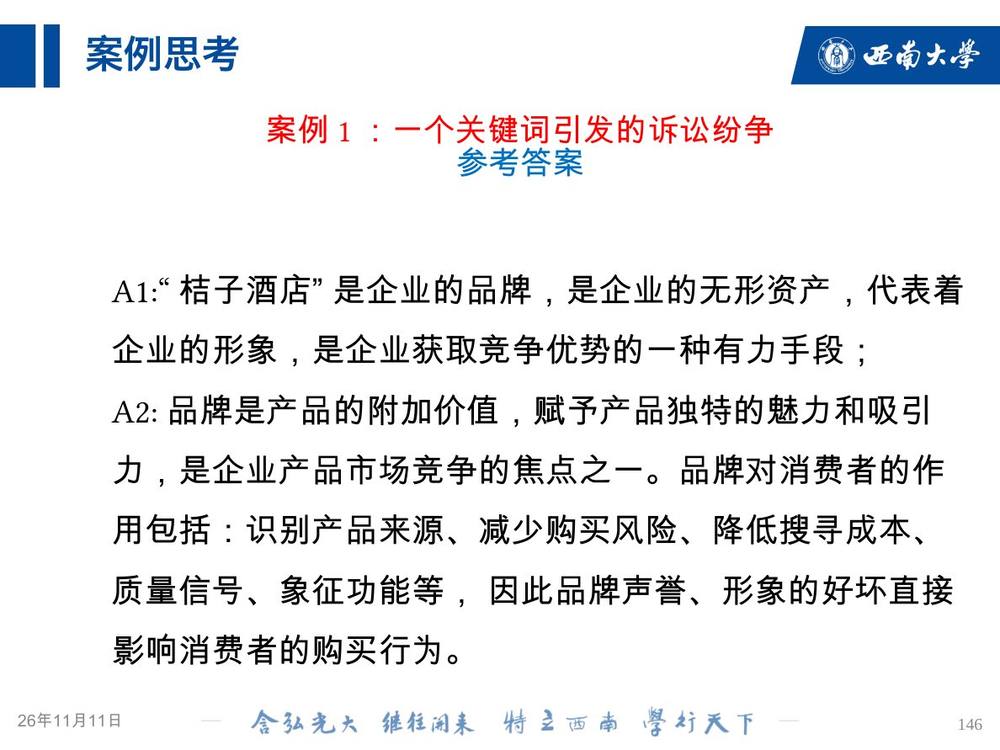 案例思考
西南大学
案例 1 ：一个关键词引发的诉讼纷争
参考答案
A1:“ 桔子酒店” 是企业的品牌，是企业的无形资产，代表着
企业的形象，是企业获取竞争优势的一种有力手段；
A2: 品牌是产品的附加价值，赋予产品独特的魅力和吸引
力，是企业产品市场竞争的焦点之一。品牌对消费者的作
用包括：识别产品来源、减少购买风险、降低搜寻成本、
质量信号、象征功能等， 因此品牌声誉、形象的好坏直接
影响消费者的购买行为。
26年11月11日
含弘光大 继往开来 特立西南 學行天下
146